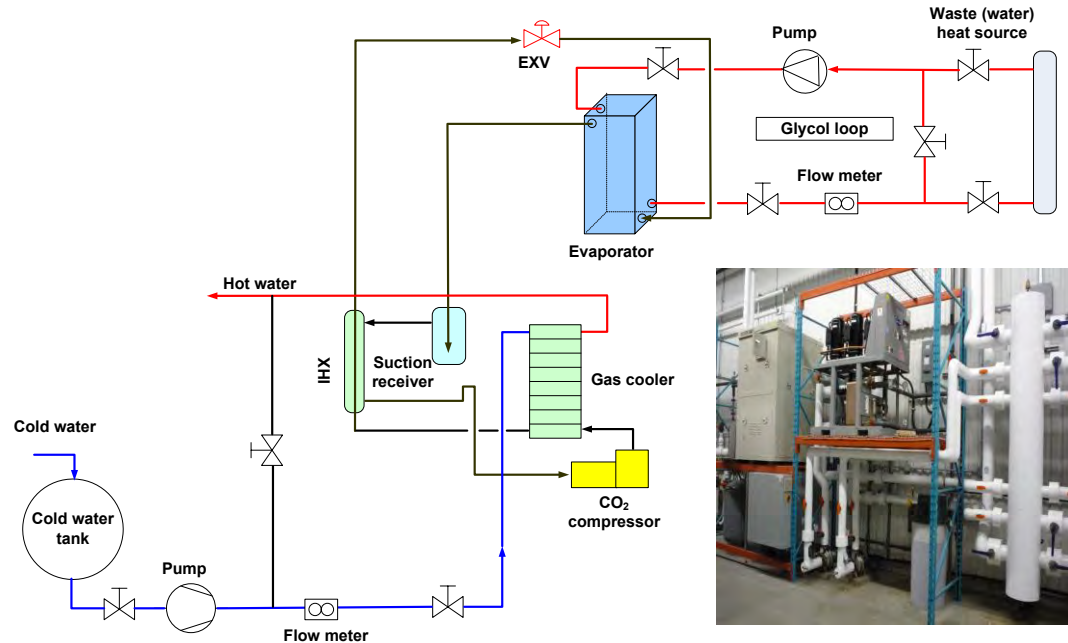 Waste (water)
heat source
Pump
EXV
Glycol loop
Flow meter
Evaporator
Hot water
IHX
Suction
receiver
Gas cooler
Cold water
CO₂
compressor
Cold water
tank
Pump
Flow meter